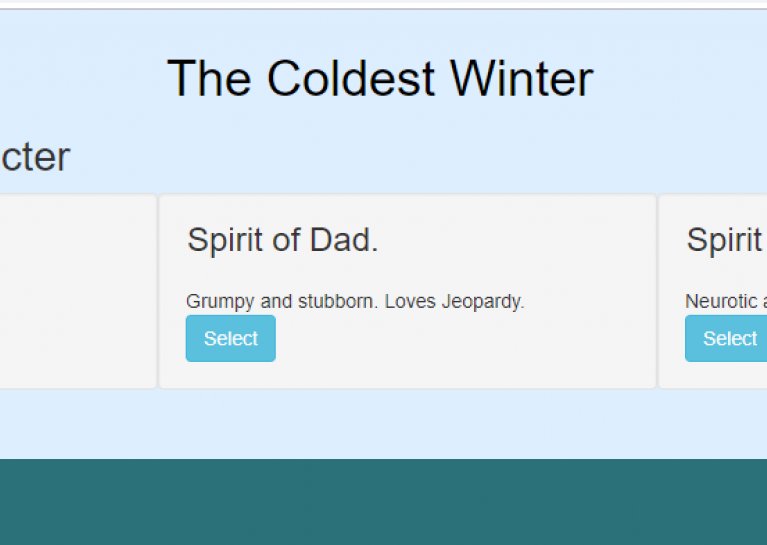 The Coldest Winter
cter
Spirit of Dad.
Grumpy and stubborn. Loves Jeopardy.
Select
Spirit
Neurotic a
Select